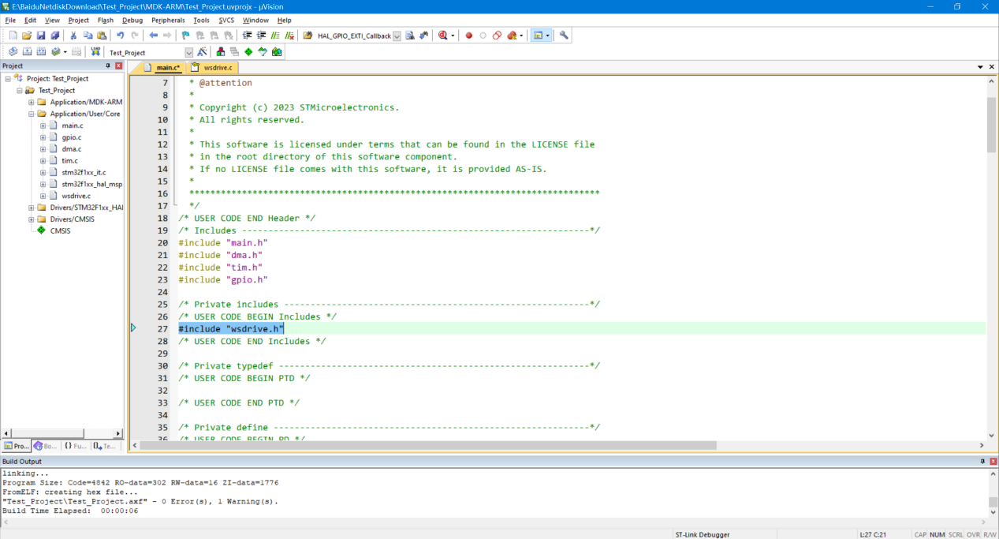 E:\BaiduNetdiskDownload\Test_Project\MDK-ARM\Test_Project.uvprojx - µVision
File Edit View Project Flash Debug Peripherals Tools SVCS Window Help
HAL_GPIO_EXTI_Callback
Test_Project
Project
Project: Test_Project
Test_Project
Application/MDK-ARM
Application/User/Core
main.c
gpio.c
dma.c
tim.c
stm32f1xx_it.c
stm32f1xx_hal_msp
wsdrive.c
Drivers/STM32F1xx_HAL
Drivers/CMSIS
CMSIS
Pro... Bo... {} Fu... Te...
main.c* wsdrive.c
7 * @attention
8 *
9 * Copyright (c) 2023 STMicroelectronics.
10 * All rights reserved.
11 *
12 * This software is licensed under terms that can be found in the LICENSE file
13 * in the root directory of this software component.
14 * If no LICENSE file comes with this software, it is provided AS-IS.
15 *
16 ******************************************************************************
17 */
18 /* USER CODE END Header */
19 /* Includes ------------------------------------------------------------------*/
20 #include "main.h"
21 #include "dma.h"
22 #include "tim.h"
23 #include "gpio.h"
24
25 /* Private includes ----------------------------------------------------------*/
26 /* USER CODE BEGIN Includes */
27 #include "wsdrive.h"
28 /* USER CODE END Includes */
29
30 /* Private typedef -----------------------------------------------------------*/
31 /* USER CODE BEGIN PTD */
32
33 /* USER CODE END PTD */
34
35 /* Private define ------------------------------------------------------------*/
36 /* USER CODE BEGIN PD */
Build Output
linking...
Program Size: Code=4842 RO-data=302 RW-data=16 ZI-data=1776
FromELF: creating hex file...
"Test_Project\Test_Project.axf" - 0 Error(s), 1 Warning(s).
Build Time Elapsed:  00:00:06
ST-Link Debugger L:27 C:21 CAP NUM SCRL OVR R/W